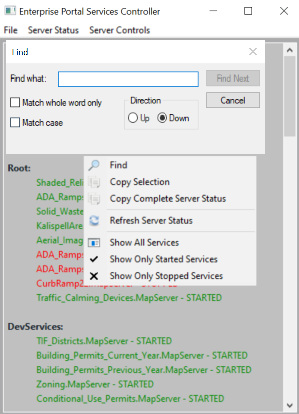 Enterprise Portal Services Controller
File Server Status Server Controls
Find
Find what:
Find Next
Match whole word only
Direction
Cancel
Match case
Up Down
Root:
Find
Shaded_Reli
Copy Selection
ADA_Ramps
Copy Complete Server Status
Solid_Waste
KalispellAre
Refresh Server Status
Aerial_Imag
Show All Services
ADA_Ramp
Show Only Started Services
ADA_Ramps
Show Only Stopped Services
Traffic_Calming_Devices.MapServer - STARTED
DevServices:
TIF_Districts.MapServer - STARTED
Building_Permits_Current_Year.MapServer - STARTED
Building_Permits_Previous_Year.MapServer - STARTED
Zoning.MapServer - STARTED
Conditional_Use_Permits.MapServer - STARTED